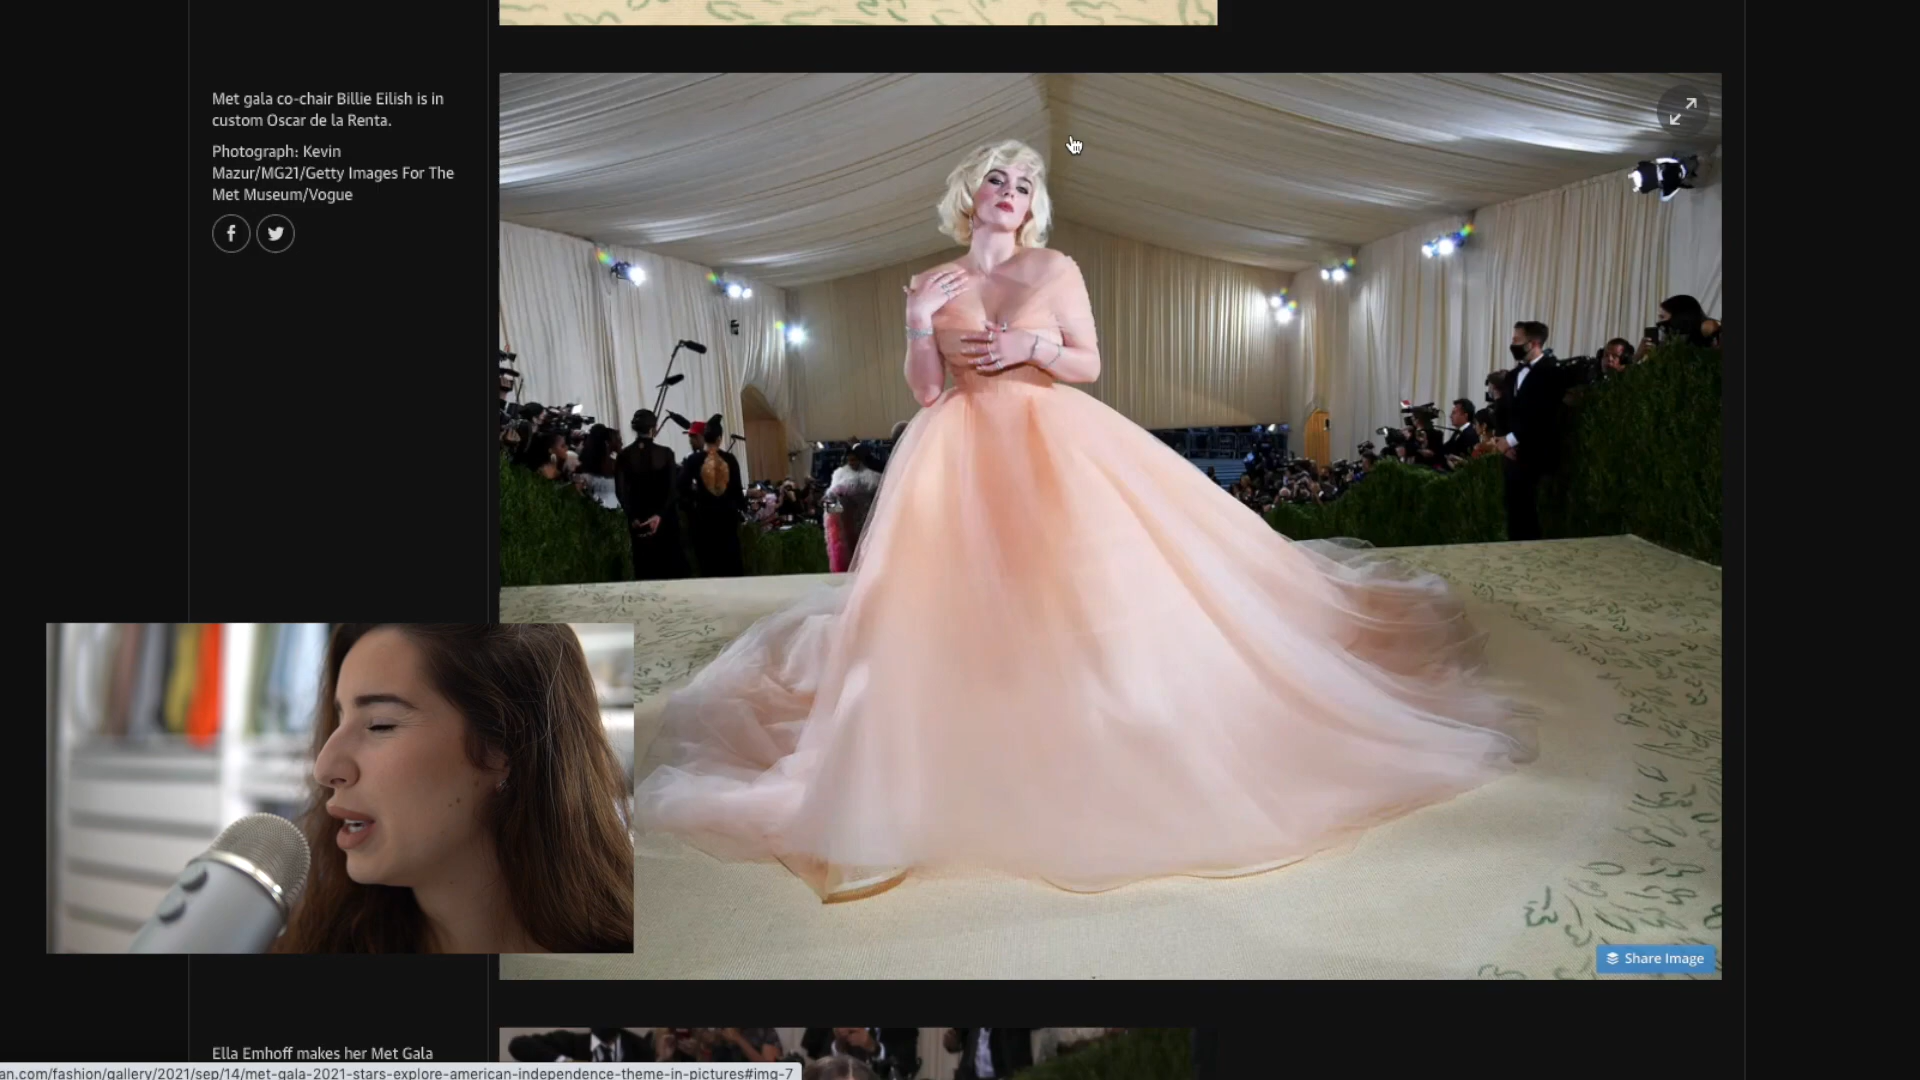 Met gala co-chair Billie Eilish is in
custom Oscar de la Renta.
Photograph: Kevin
Mazur/MG21/Getty Images For The
Met Museum/Vogue
Share Image
Ella Emhoff makes her Met Gala
an.com/fashion/gallery/2021/sep/14/met-gala-2021-stars-explore-american-independence-theme-in-pictures#img-7